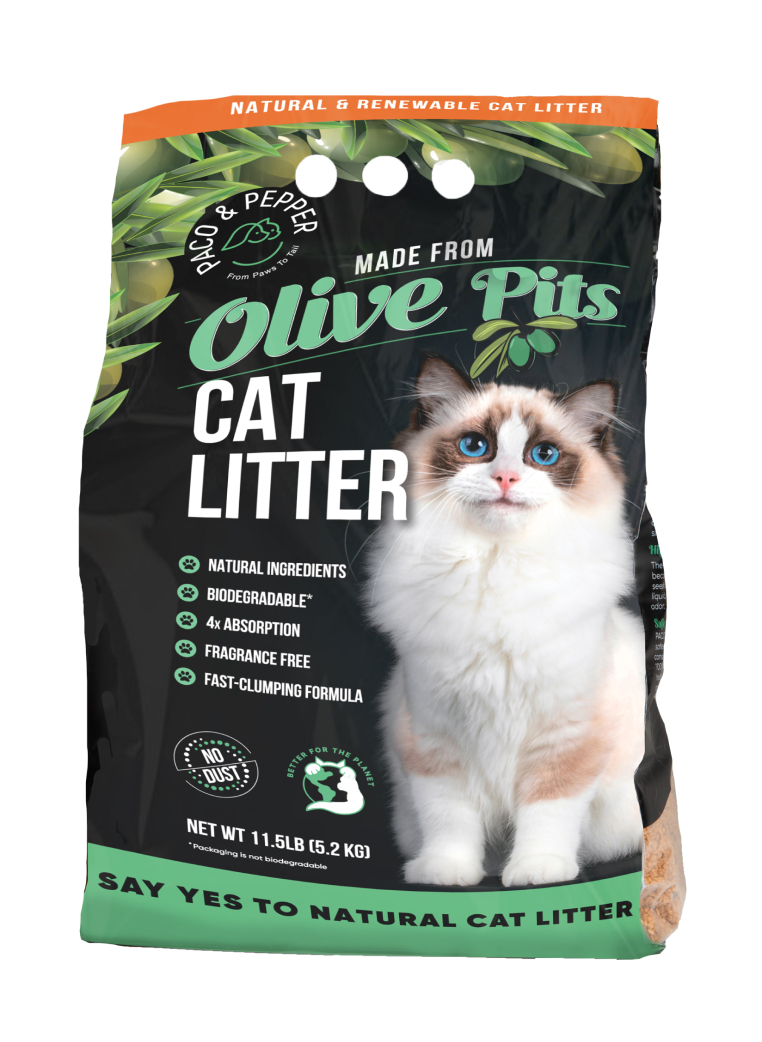 NATURAL & RENEWABLE CAT LITTER
PACO & PEPPER
From Paws To Tail
MADE FROM
Olive Pits
CAT
LITTER
NATURAL INGREDIENTS
BIODEGRADABLE*
4x ABSORPTION
FRAGRANCE FREE
FAST-CLUMPING FORMULA
NO
DUST
BETTER FOR THE PLANET
NET WT 11.5LB (5.2 KG)
*Packaging is not biodegradable
SAY YES TO NATURAL CAT LITTER